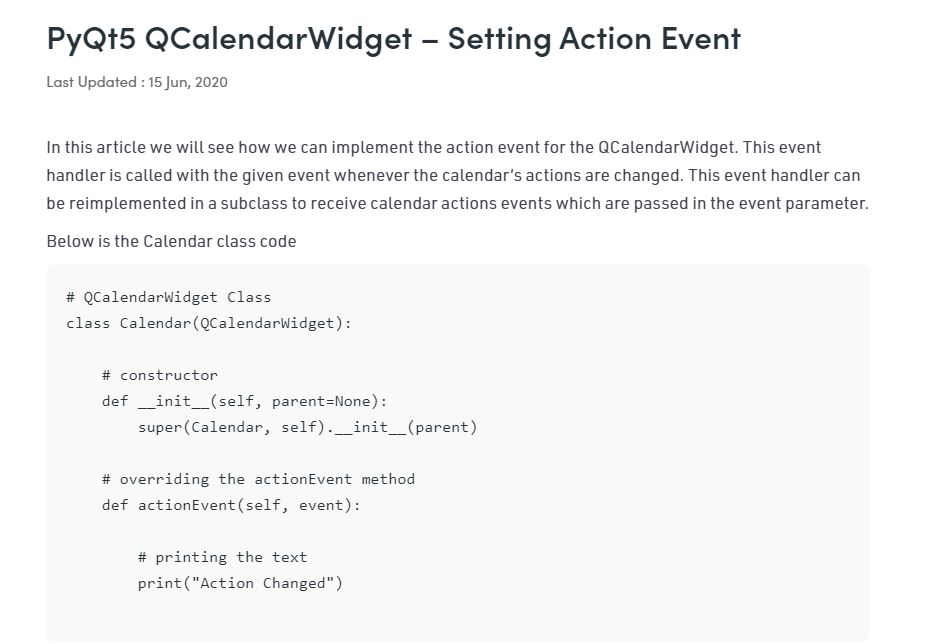 PyQt5 QCalendarWidget – Setting Action Event
Last Updated : 15 Jun, 2020
In this article we will see how we can implement the action event for the QCalendarWidget. This event
handler is called with the given event whenever the calendar's actions are changed. This event handler can
be reimplemented in a subclass to receive calendar actions events which are passed in the event parameter.
Below is the Calendar class code
# QCalendarWidget Class
class Calendar(QCalendarWidget):
    # constructor
    def __init__(self, parent=None):
        super(Calendar, self).__init__(parent)
    # overriding the actionEvent method
    def actionEvent(self, event):
        # printing the text
        print("Action Changed")